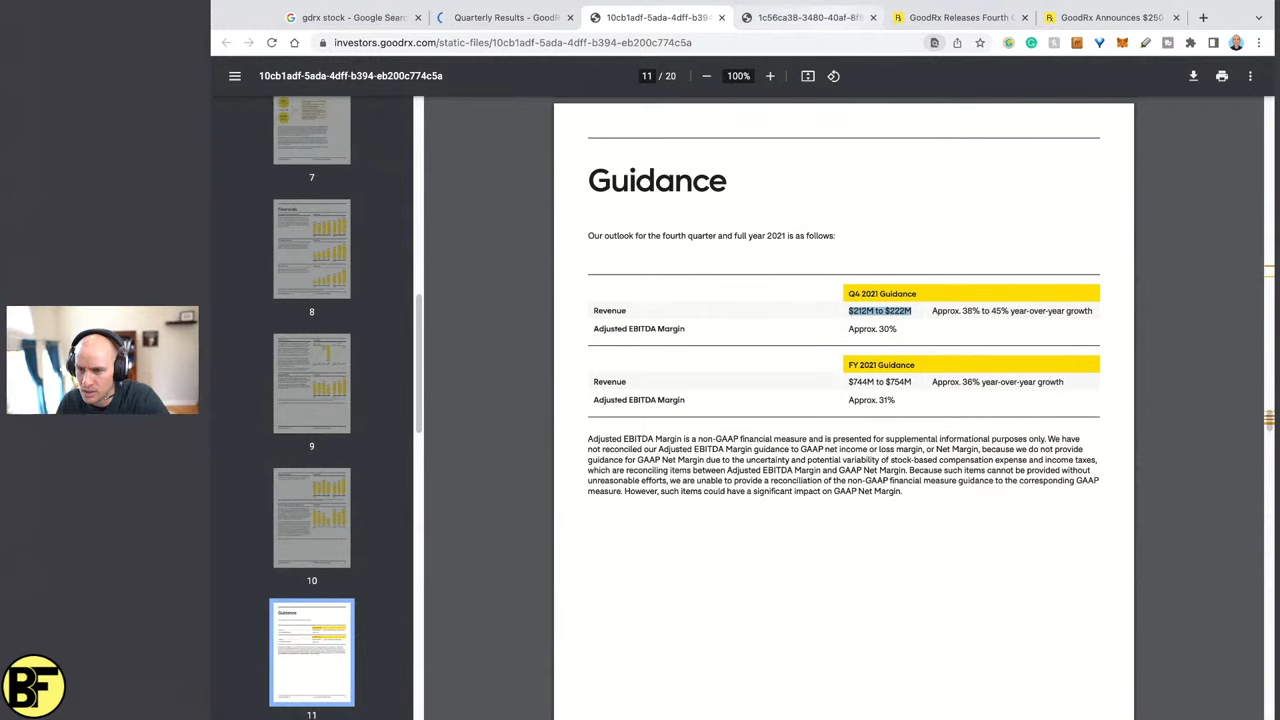 gdrx stock - Google Searc
Quarterly Results - GoodR
10cb1adf-5ada-4dff-b394-
1c56ca38-3480-40af-8f8
GoodRx Releases Fourth
GoodRx Announces $250
investors.goodrx.com/static-files/10cb1adf-5ada-4dff-b394-eb200c774c5a
10cb1adf-5ada-4dff-b394-eb200c774c5a
11 / 20
100%
7
8
9
10
Guidance
11
Guidance
Our outlook for the fourth quarter and full year 2021 is as follows:
Q4 2021 Guidance
Revenue $212M to $222M Approx. 38% to 45% year-over-year growth
Adjusted EBITDA Margin Approx. 30%
FY 2021 Guidance
Revenue $744M to $754M Approx. 36% year-over-year growth
Adjusted EBITDA Margin Approx. 31%
Adjusted EBITDA Margin is a non-GAAP financial measure and is presented for supplemental informational purposes only. We have
not reconciled our Adjusted EBITDA Margin guidance to GAAP net income or loss margin, or Net Margin, because we do not provide
guidance for GAAP Net Margin due to the uncertainty and potential variability of stock-based compensation expense and income taxes,
which are reconciling items between Adjusted EBITDA Margin and GAAP Net Margin. Because such items cannot be provided without
unreasonable efforts, we are unable to provide a reconciliation of the non-GAAP financial measure guidance to the corresponding GAAP
measure. However, such items could have a significant impact on GAAP Net Margin.
BF